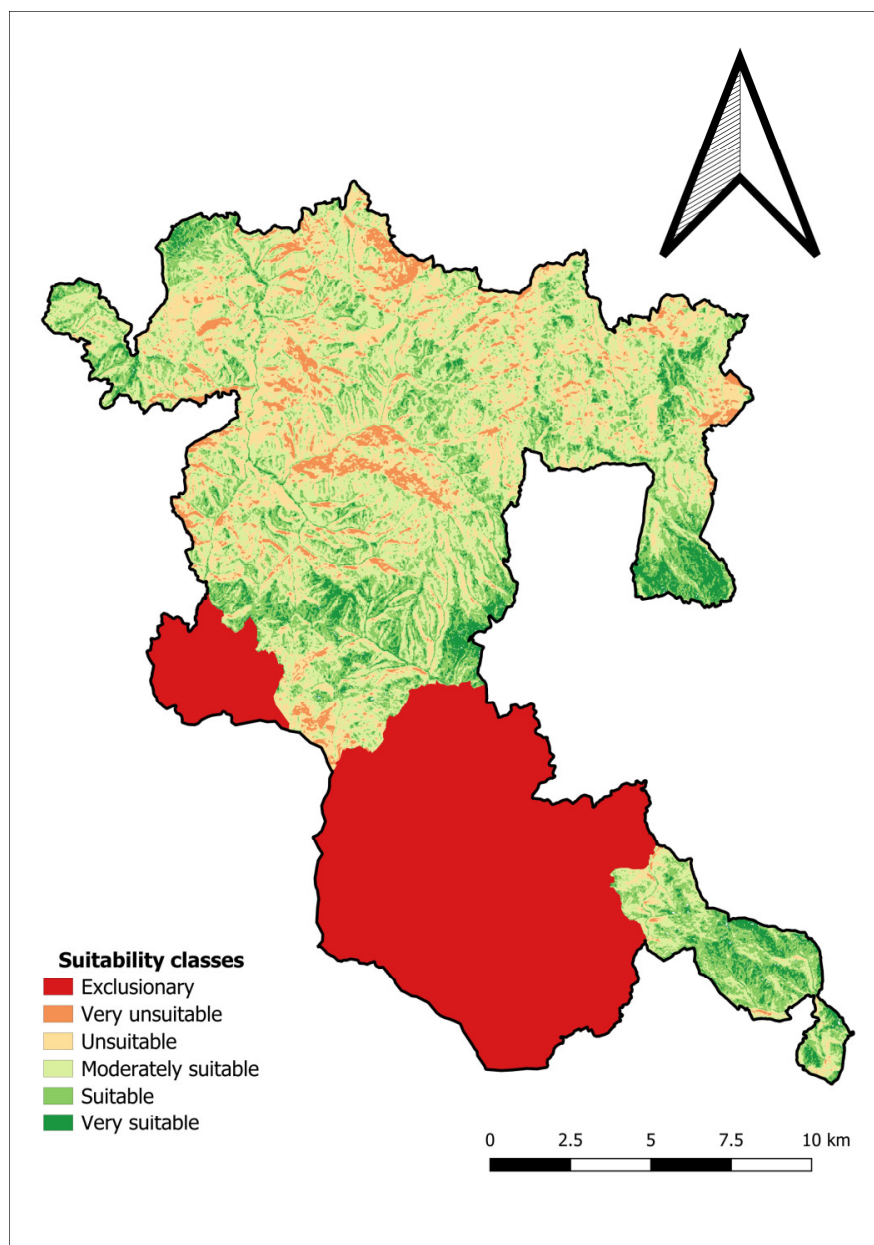 Suitability classes
Exclusionary
Very unsuitable
Unsuitable
Moderately suitable
Suitable
Very suitable
0 2.5 5 7.5 10 km